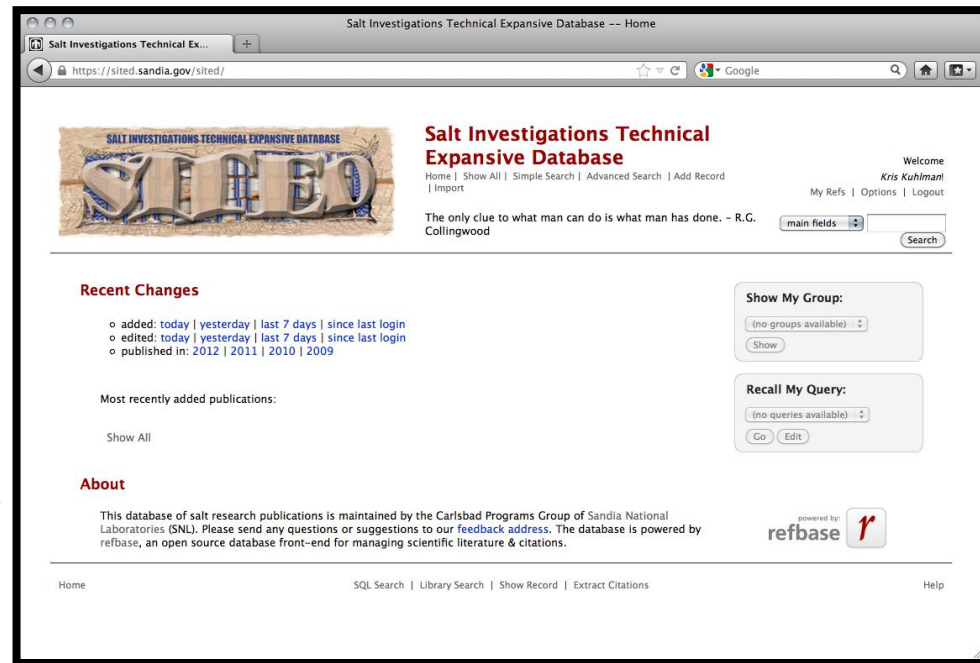 Salt Investigations Technical Expansive Database -- Home
Salt Investigations Technical Ex...
https://sited.sandia.gov/sited/
Google
SALT INVESTIGATIONS TECHNICAL EXPANSIVE DATABASE
SITED
Salt Investigations Technical
Expansive Database
Home | Show All | Simple Search | Advanced Search | Add Record
| Import
The only clue to what man can do is what man has done. – R.G.
Collingwood
Welcome
Kris Kuhlman!
My Refs | Options | Logout
main fields
Search
Recent Changes
added: today | yesterday | last 7 days | since last login
edited: today | yesterday | last 7 days | since last login
published in: 2012 | 2011 | 2010 | 2009
Most recently added publications:
Show All
Show My Group:
(no groups available)
Show
Recall My Query:
(no queries available)
Go Edit
About
This database of salt research publications is maintained by the Carlsbad Programs Group of Sandia National
Laboratories (SNL). Please send any questions or suggestions to our feedback address. The database is powered by
refbase, an open source database front-end for managing scientific literature & citations.
powered by:
refbase r
Home SQL Search | Library Search | Show Record | Extract Citations Help